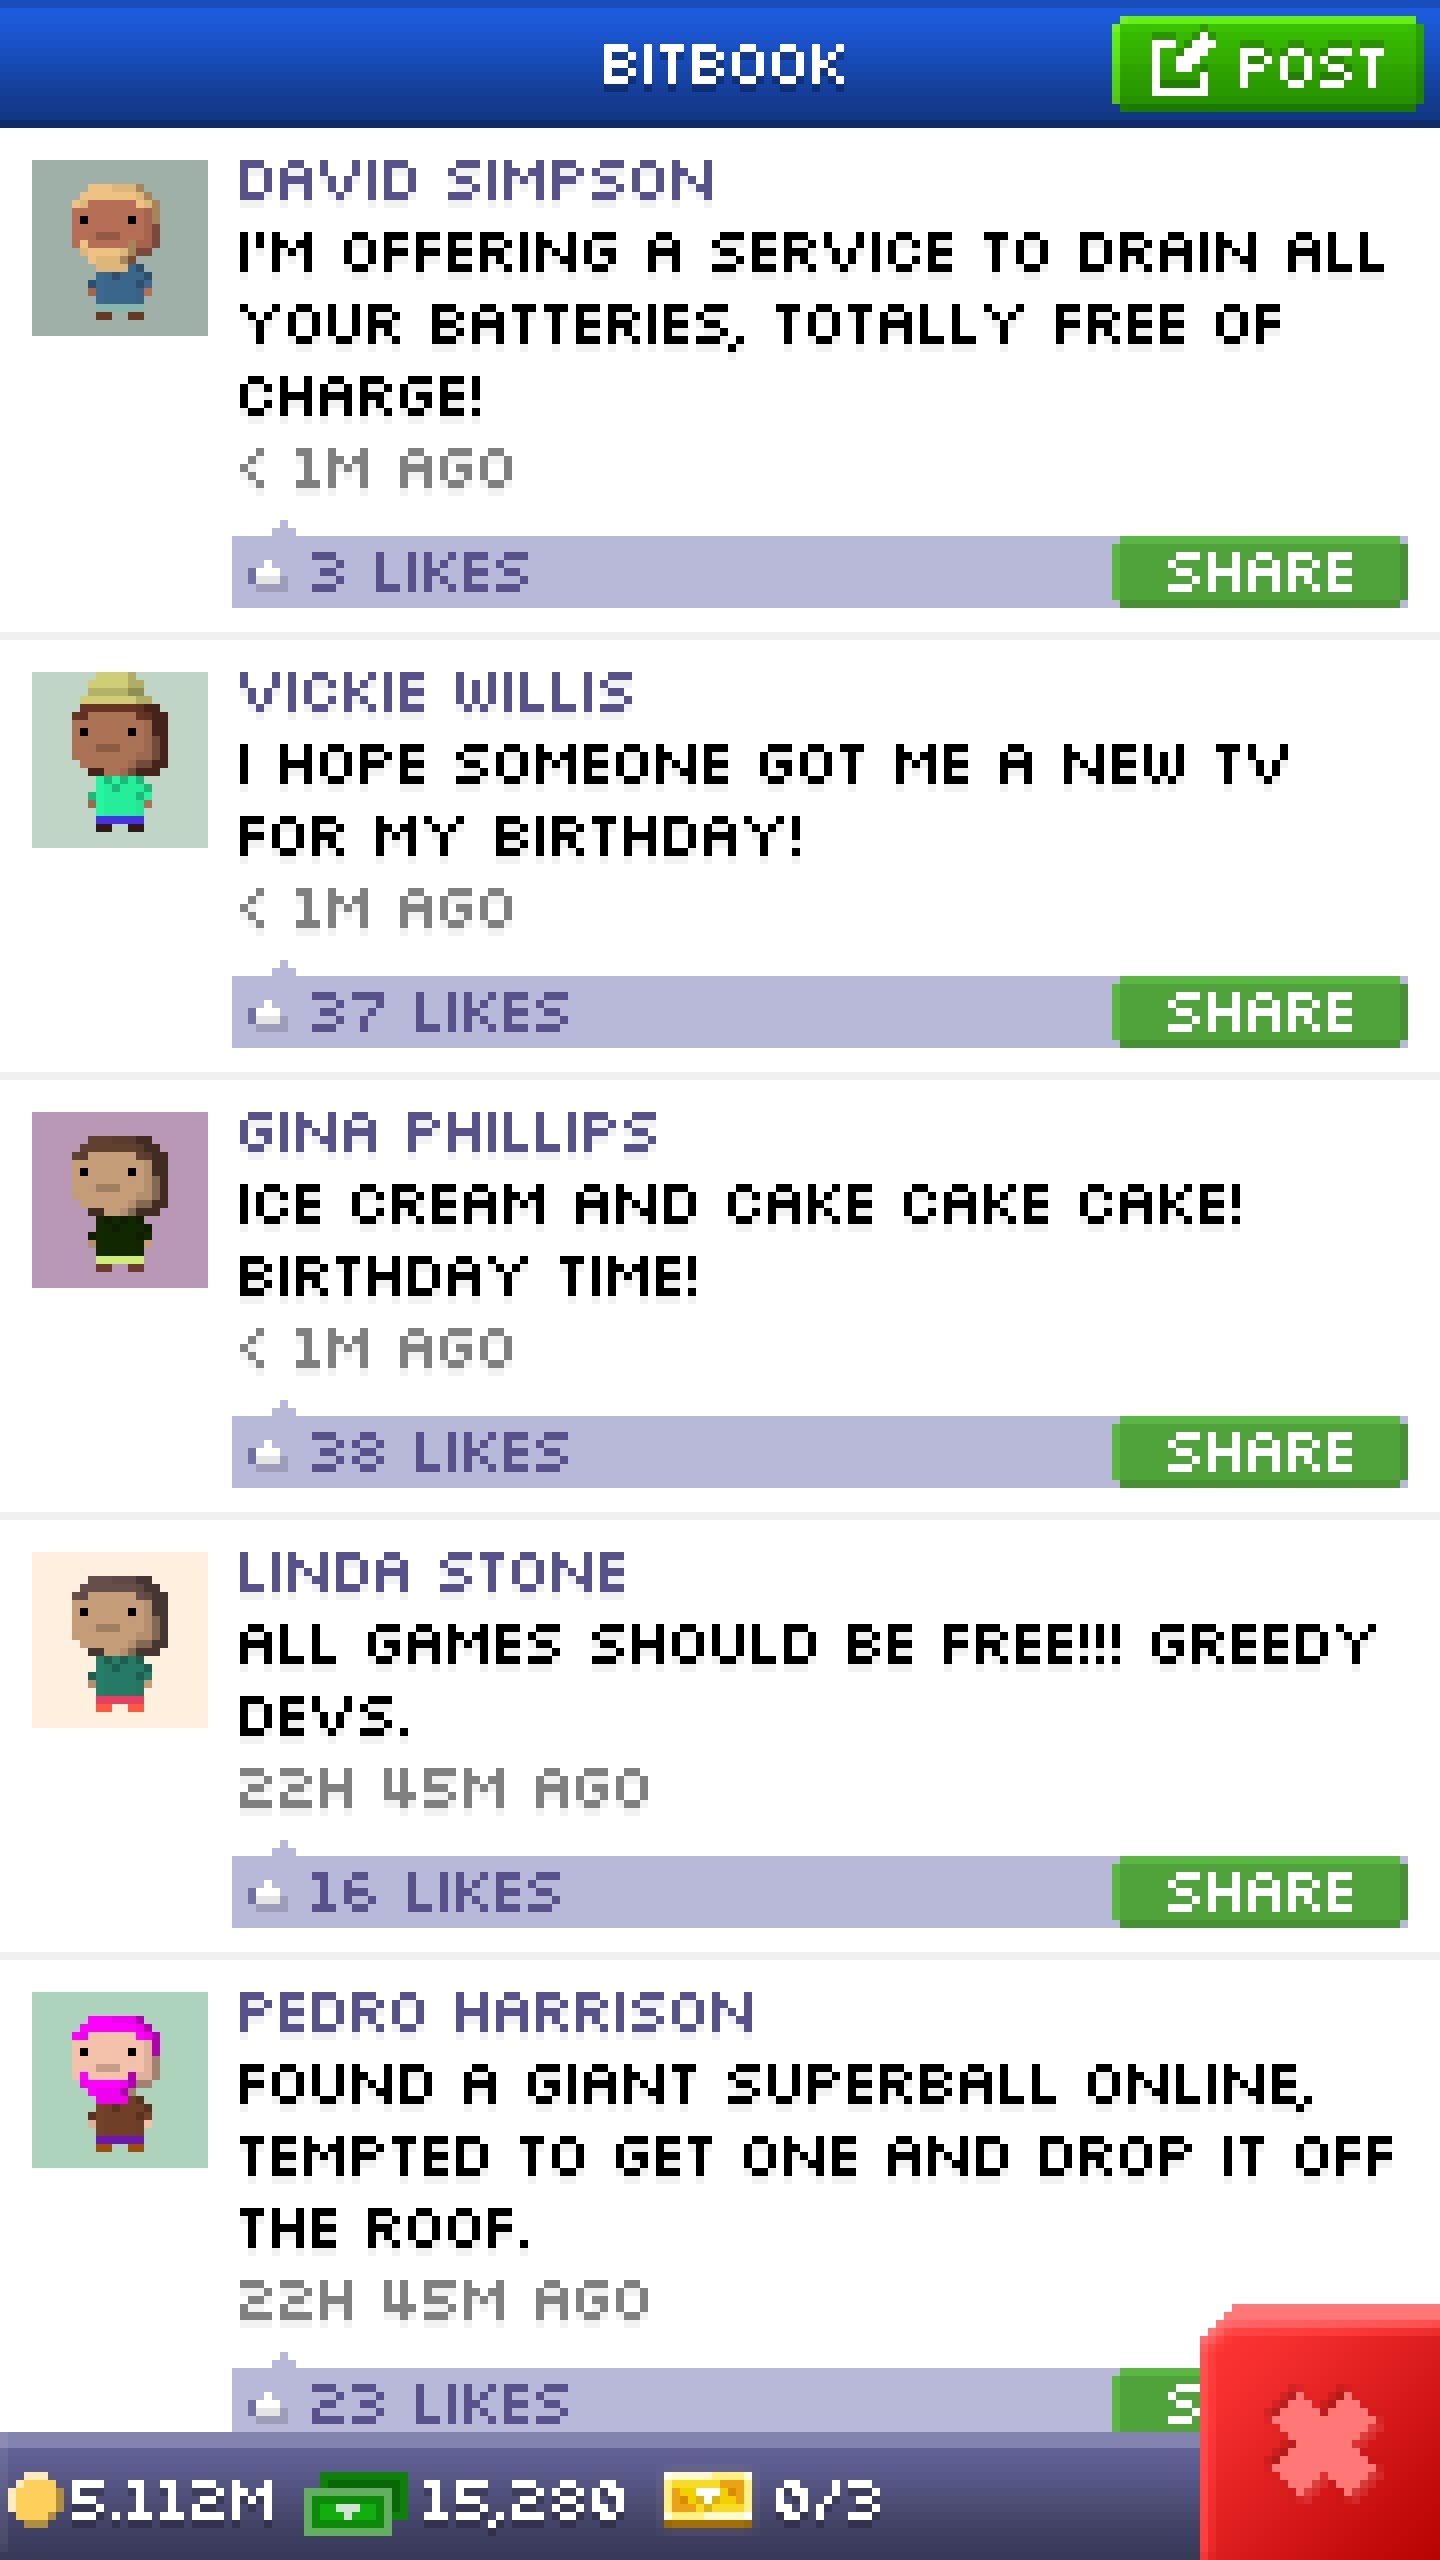 BITBOOK
POST
DAVID SIMPSON
I'M OFFERING A SERVICE TO DRAIN ALL
YOUR BATTERIES, TOTALLY FREE OF
CHARGE!
< 1M AGO
3 LIKES
SHARE
VICKIE WILLIS
I HOPE SOMEONE GOT ME A NEW TV
FOR MY BIRTHDAY!
< 1M AGO
37 LIKES
SHARE
GINA PHILLIPS
ICE CREAM AND CAKE CAKE CAKE!
BIRTHDAY TIME!
< 1M AGO
38 LIKES
SHARE
LINDA STONE
ALL GAMES SHOULD BE FREE!!! GREEDY
DEVS.
22H 45M AGO
16 LIKES
SHARE
PEDRO HARRISON
FOUND A GIANT SUPERBALL ONLINE,
TEMPTED TO GET ONE AND DROP IT OFF
THE ROOF.
22H 45M AGO
23 LIKES
S
5.112M 15,280 0/3